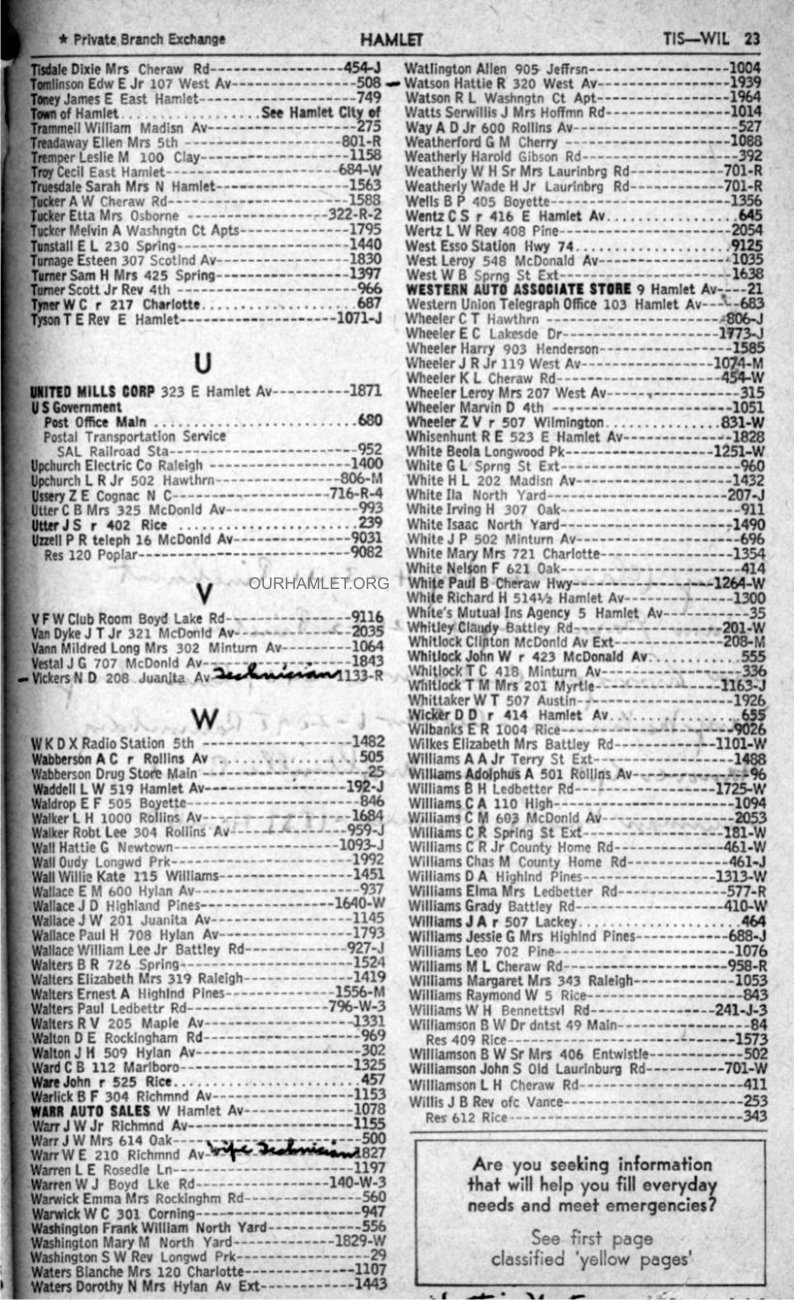 ★ Private Branch Exchange HAMLET TIS—WIL 23
Tisdale Dixie Mrs Cheraw Rd 454-J
Tomlinson Edw E Jr 107 West Av 508
Toney James E East Hamlet 749
Town of Hamlet See Hamlet City of
Trammell William Madisn Av 275
Treadaway Ellen Mrs 5th 801-R
Tremper Leslie M 100 Clay 1158
Troy Cecil East Hamlet 684-W
Truesdale Sarah Mrs N Hamlet 1563
Tucker A W Cheraw Rd 1588
Tucker Etta Mrs Osborne 322-R-2
Tucker Melvin A Washngtn Ct Apts 1795
Tunstall E L 230 Spring 1440
Turnage Esteen 307 Scotlnd Av 1830
Turner Sam H Mrs 425 Spring 1397
Turner Scott Jr Rev 4th 966
Tyner W C r 217 Charlotte 687
Tyson T E Rev E Hamlet 1071-J
U
UNITED MILLS CORP 323 E Hamlet Av 1871
U S Government
Post Office Main 680
Postal Transportation Service
SAL Railroad Sta 952
Upchurch Electric Co Raleigh 1400
Upchurch L R Jr 502 Hawthrn 806-M
Ussery Z E Cognac N C 716-R-4
Utter C B Mrs 325 McDonld Av 993
Utter J S r 402 Rice 239
Uzzell P R teleph 16 McDonld Av 9031
Res 120 Poplar 9082
OURHAMLET.ORG
V
V F W Club Room Boyd Lake Rd 9116
Van Dyke J T Jr 321 McDonld Av 2035
Vann Mildred Long Mrs 302 Minturn Av 1064
Vestal J G 707 McDonld Av 1843
Vickers N D 208 Juanita Av Technician 1133-R
W
W K D X Radio Station 5th 1482
Wabberson A C r Rollins Av 505
Wabberson Drug Store Main 25
Waddell L W 519 Hamlet Av 192-J
Waldrop E F 505 Boyette 846
Walker L H 1000 Rollins Av 1684
Walker Robt Lee 304 Rollins Av 959-J
Wall Hattie G Newtown 1093-J
Wall Oudy Longwd Prk 1992
Wall Willie Kate 115 Williams 1451
Wallace E M 600 Hylan Av 937
Wallace J D Highland Pines 1640-W
Wallace J W 201 Juanita Av 1145
Wallace Paul H 708 Hylan Av 1793
Wallace William Lee Jr Battley Rd 927-J
Walters B R 726 Spring 1524
Walters Elizabeth Mrs 319 Raleigh 1419
Walters Ernest A Highlnd Pines 1556-M
Walters Paul Ledbettr Rd 796-W-3
Walters R V 205 Maple Av 1331
Walton D E Rockingham Rd 969
Walton J H 509 Hylan Av 302
Ward C B 112 Marlboro 1325
Ware John r 525 Rice 457
Warlick B F 304 Richmnd Av 1153
WARR AUTO SALES W Hamlet Av 1078
Warr J W Jr Richmnd Av 1155
Warr J W Mrs 614 Oak 500
Warr W E 210 Richmnd Av Wife Technician 1827
Warren L E Rosedle Ln 1197
Warren W J Boyd Lke Rd 140-W-3
Warwick Emma Mrs Rockinghm Rd 560
Warwick W C 301 Corning 947
Washington Frank William North Yard 556
Washington Mary M North Yard 1829-W
Washington S W Rev Longwd Prk 29
Waters Blanche Mrs 120 Charlotte 1107
Waters Dorothy N Mrs Hylan Av Ext 1443
Watlington Allen 905 Jeffrsn 1004
Watson Hattie R 320 West Av 1939
Watson R L Washngtn Ct Apt 1964
Watts Serwillis J Mrs Hoffmn Rd 1014
Way A D Jr 600 Rollins Av 527
Weatherford G M Cherry 1088
Weatherly Harold Gibson Rd 392
Weatherly W H Sr Mrs Laurinbrg Rd 701-R
Weatherly Wade H Jr Laurinbrg Rd 701-R
Wells B P 405 Boyette 1356
Wentz C S r 416 E Hamlet Av 645
Wertz L W Rev 408 Pine 2054
West Esso Station Hwy 74 9125
West Leroy 548 McDonald Av 1035
West W B Sprng St Ext 1638
WESTERN AUTO ASSOCIATE STORE 9 Hamlet Av 21
Western Union Telegraph Office 103 Hamlet Av 683
Wheeler C T Hawthrn 806-J
Wheeler E C Lakesde Dr 1773-J
Wheeler Harry 903 Henderson 1585
Wheeler J R Jr 119 West Av 1074-M
Wheeler K L Cheraw Rd 454-W
Wheeler Leroy Mrs 207 West Av 315
Wheeler Marvin D 4th 1051
Wheeler Z V r 507 Wilmington 831-W
Whisenhunt R E 523 E Hamlet Av 1828
White Beola Longwood Pk 1251-W
White G L Sprng St Ext 960
White H L 202 Madisn Av 1432
White Ila North Yard 207-J
White Irving H 307 Oak 911
White Isaac North Yard 1490
White J P 502 Minturn Av 696
White Mary Mrs 721 Charlotte 1354
White Nelson F 621 Oak 414
White Paul B Cheraw Hwy 1264-W
White Richard H 514½ Hamlet Av 1300
White's Mutual Ins Agency 5 Hamlet Av 35
Whitley Claudy Battley Rd 201-W
Whitlock Clifton McDonld Av Ext 208-M
Whitlock John W r 423 McDonald Av 555
Whitlock T C 418 Minturn Av 336
Whitlock T M Mrs 201 Myrtle 1163-J
Whittaker W T 507 Austin 1926
Wicker D D r 414 Hamlet Av 655
Wilbanks E R 1004 Rice 9026
Wilkes Elizabeth Mrs Battley Rd 1101-W
Williams A A Jr Terry St Ext 1488
Williams Adolphus A 501 Rollins Av 96
Williams B H Ledbetter Rd 1725-W
Williams C A 110 High 1094
Williams C M 603 McDonld Av 2053
Williams C R Spring St Ext 181-W
Williams C R Jr County Home Rd 461-W
Williams Chas M County Home Rd 461-J
Williams D A Highlnd Pines 1313-W
Williams Elma Mrs Ledbetter Rd 577-R
Williams Grady Battley Rd 410-W
Williams J A r 507 Lackey 464
Williams Jessie G Mrs Highlnd Pines 688-J
Williams Leo 702 Pine 1076
Williams M L Cheraw Rd 958-R
Williams Margaret Mrs 343 Raleigh 1053
Williams Raymond W 5 Rice 843
Williams W H Bennettsvl Rd 241-J-3
Williamson B W Dr dntst 49 Main 84
Res 409 Rice 1573
Williamson B W Sr Mrs 406 Entwistle 502
Williamson John S Old Laurinburg Rd 701-W
Williamson L H Cheraw Rd 411
Willis J B Rev ofc Vance 253
Res 612 Rice 343
Are you seeking information
that will help you fill everyday
needs and meet emergencies?
See first page
classified 'yellow pages'